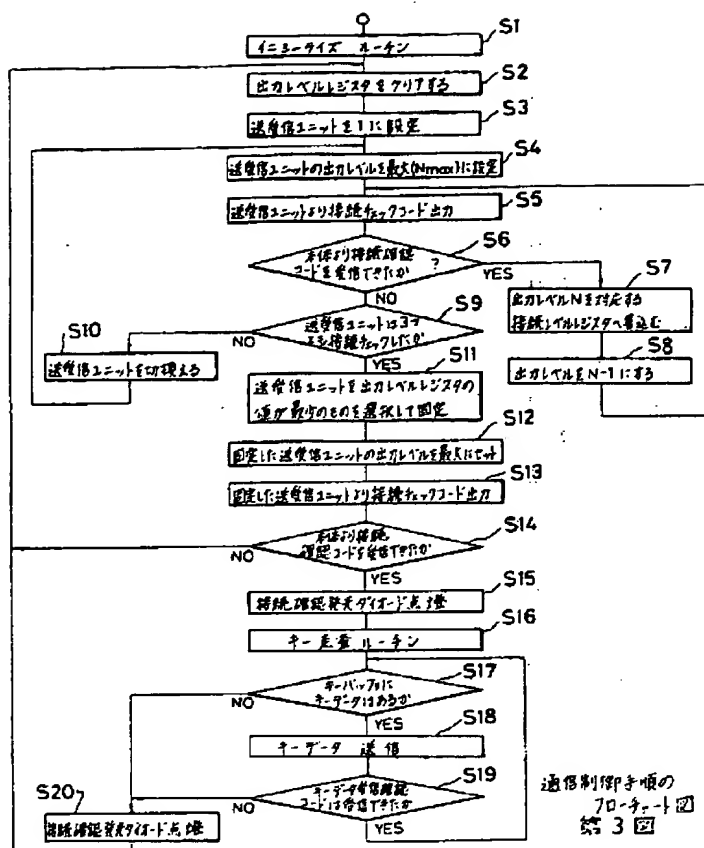 S1
イニシャライズ ルーチン
S2
出力レベルレジスタをクリアする
S3
送受信ユニットを1に設定
S4
送受信ユニットの出力レベルを最大(Nmax)に設定
S5
送受信ユニットより接続チェックコード出力
S6
本体より接続確認
コードを受信できたか
?
YES
NO
S7
出力レベルNを対応する
接続レベルレジスタへ書込む
S8
出力レベルをN-1にする
S9
送受信ユニットは3つ
とも接続チェックしたか
NO
YES
S10
送受信ユニットを切換える
S11
送受信ユニットを出力レベルレジスタの
値が最少のものを選択して固定
S12
固定した送受信ユニットの出力レベルを最大にセット
S13
固定した送受信ユニットより接続チェックコード出力
S14
本体より接続
確認コードを受信できたか
NO
YES
S15
接続確認発光ダイオード点燈
S16
キー走査ルーチン
S17
キーバッファに
キーデータはあるか
NO
YES
S18
キーデータ 送信
S19
キーデータ受信確認
コードは受信できたか
NO
YES
S20
接続確認発光ダイオード点燈
通信制御手順の
フローチャート図
第3図